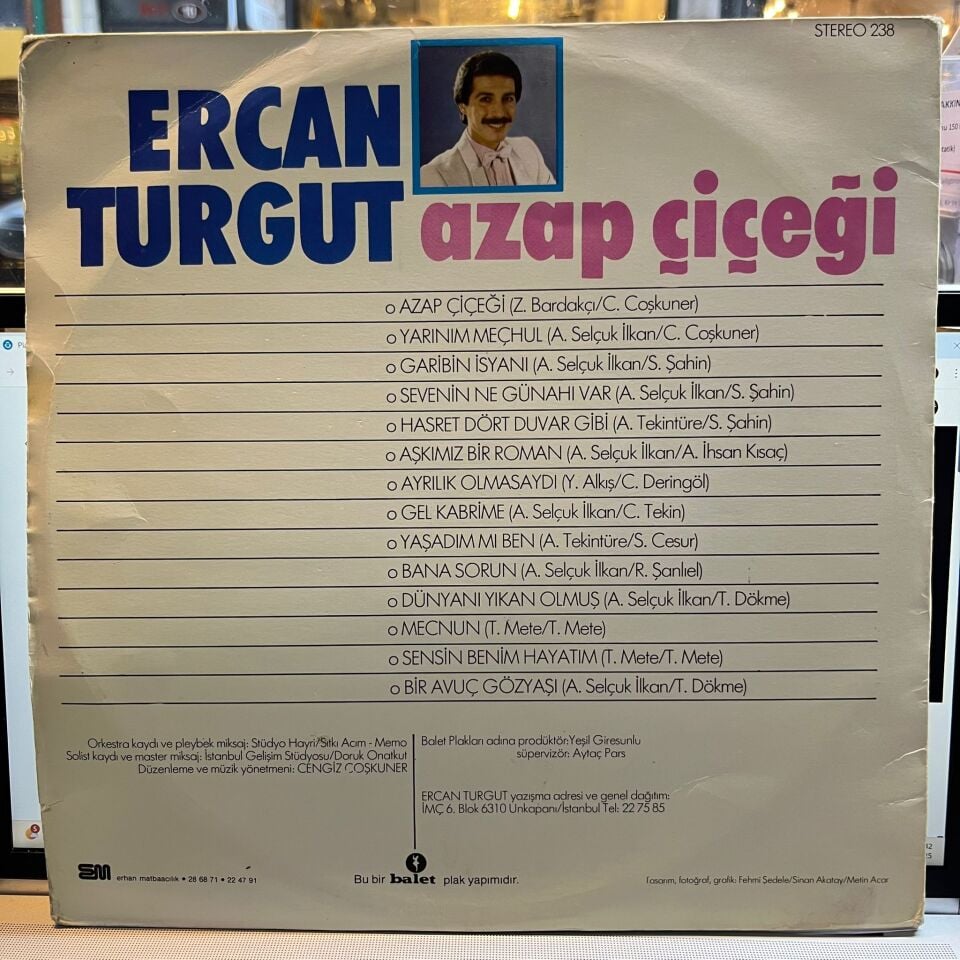 STEREO 238
ERCAN
TURGUT azap çiçeği
o AZAP ÇİÇEĞİ (Z. Bardakçı/C. Coşkuner)
o YARINIM MEÇHUL (A. Selçuk İlkan/C. Coşkuner)
o GARİBİN İSYANI (A. Selçuk İlkan/S. Şahin)
o SEVENİN NE GÜNAHI VAR (A. Selçuk İlkan/S. Şahin)
o HASRET DÖRT DUVAR GİBİ (A. Tekintüre/S. Şahin)
o AŞKIMIZ BİR ROMAN (A. Selçuk İlkan/A. İhsan Kısaç)
o AYRILIK OLMASAYDI (Y. Alkış/C. Deringöl)
o GEL KABRİME (A. Selçuk İlkan/C. Tekin)
o YAŞADIM MI BEN (A. Tekintüre/S. Cesur)
o BANA SORUN (A. Selçuk İlkan/R. Şanlıel)
o DÜNYANI YIKAN OLMUŞ (A. Selçuk İlkan/T. Dökme)
o MECNUN (T. Mete/T. Mete)
o SENSİN BENİM HAYATIM (T. Mete/T. Mete)
o BİR AVUÇ GÖZYAŞI (A. Selçuk İlkan/T. Dökme)
Orkestra kaydı ve pleybek miksaj: Stüdyo Hayri/Sıtkı Acım - Memo
Solist kaydı ve master miksaj: İstanbul Gelişim Stüdyosu/Doruk Onatkut
Düzenleme ve müzik yönetmeni: CENGİZ COŞKUNER
Balet Plakları adına prodüktör: Yeşil Giresunlu
süpervizör: Aytaç Pars
ERCAN TURGUT yazışma adresi ve genel dağıtım:
İMÇ 6. Blok 6310 Unkapanı/İstanbul Tel: 22 75 85
SM erhan matbaacılık • 28 68 71 • 22 47 91
Bu bir balet plak yapımıdır.
Tasarım, fotoğraf, grafik: Fehmi Şedele/Sinan Akatay/Metin Acar